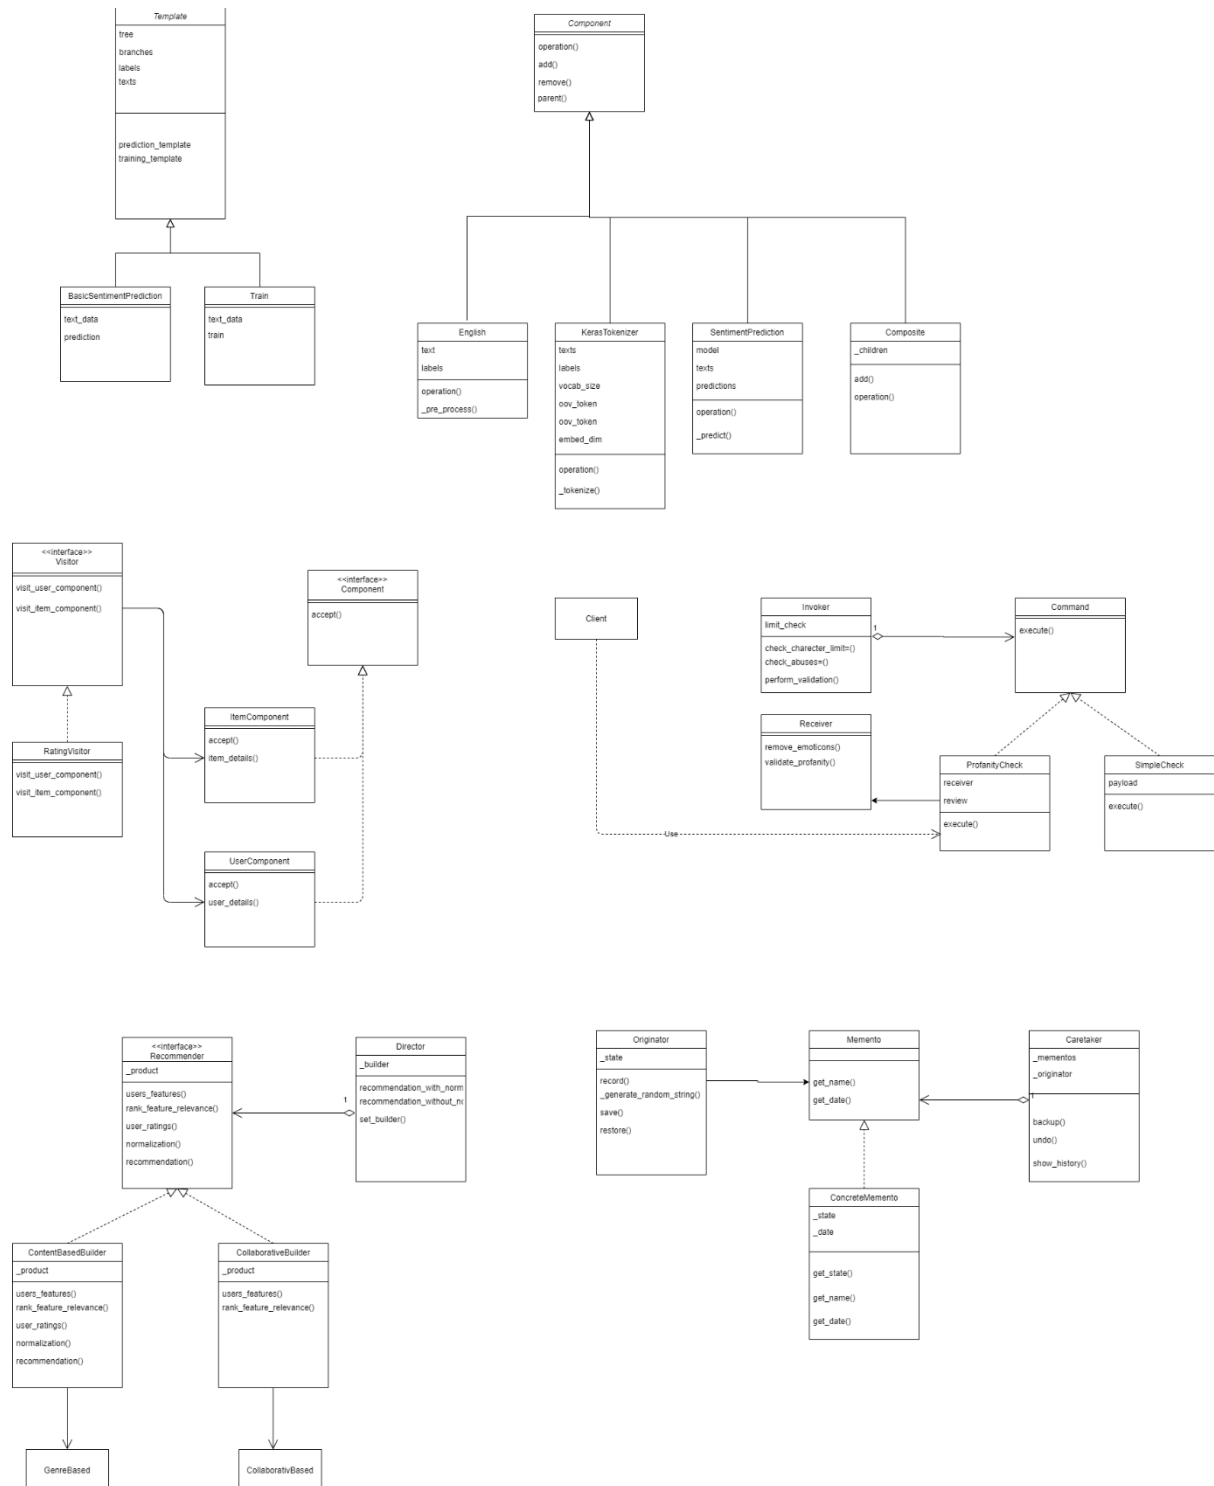 Template
tree
branches
labels
texts
prediction_template
training_template
BasicSentimentPrediction
text_data
prediction
Train
text_data
train
Component
operation()
add()
remove()
parent()
English
text
labels
operation()
_pre_process()
KerasTokenizer
texts
labels
vocab_size
oov_token
oov_token
embed_dim
operation()
_tokenize()
SentimentPrediction
model
texts
predictions
operation()
_predict()
Composite
_children
add()
operation()
<<interface>>
Visitor
visit_user_component()
visit_item_component()
RatingVisitor
visit_user_component()
visit_item_component()
<<interface>>
Component
accept()
ItemComponent
accept()
item_details()
UserComponent
accept()
user_details()
Client
Use
Invoker
limit_check
check_charecter_limit=()
check_abuses=()
perform_validation()
1
Command
execute()
Receiver
remove_emoticons()
validate_profanity()
ProfanityCheck
receiver
review
execute()
SimpleCheck
payload
execute()
<<interface>>
Recommender
_product
users_features()
rank_feature_relevance()
user_ratings()
normalization()
recommendation()
1
Director
_builder
recommendation_with_norm
recommendation_without_no
set_builder()
ContentBasedBuilder
_product
users_features()
rank_feature_relevance()
user_ratings()
normalization()
recommendation()
CollaborativeBuilder
_product
users_features()
rank_feature_relevance()
GenreBased
CollaborativBased
Originator
_state
record()
_generate_random_string()
save()
restore()
Memento
get_name()
get_date()
Caretaker
_mementos
_originator
1
backup()
undo()
show_history()
ConcreteMemento
_state
_date
get_state()
get_name()
get_date()